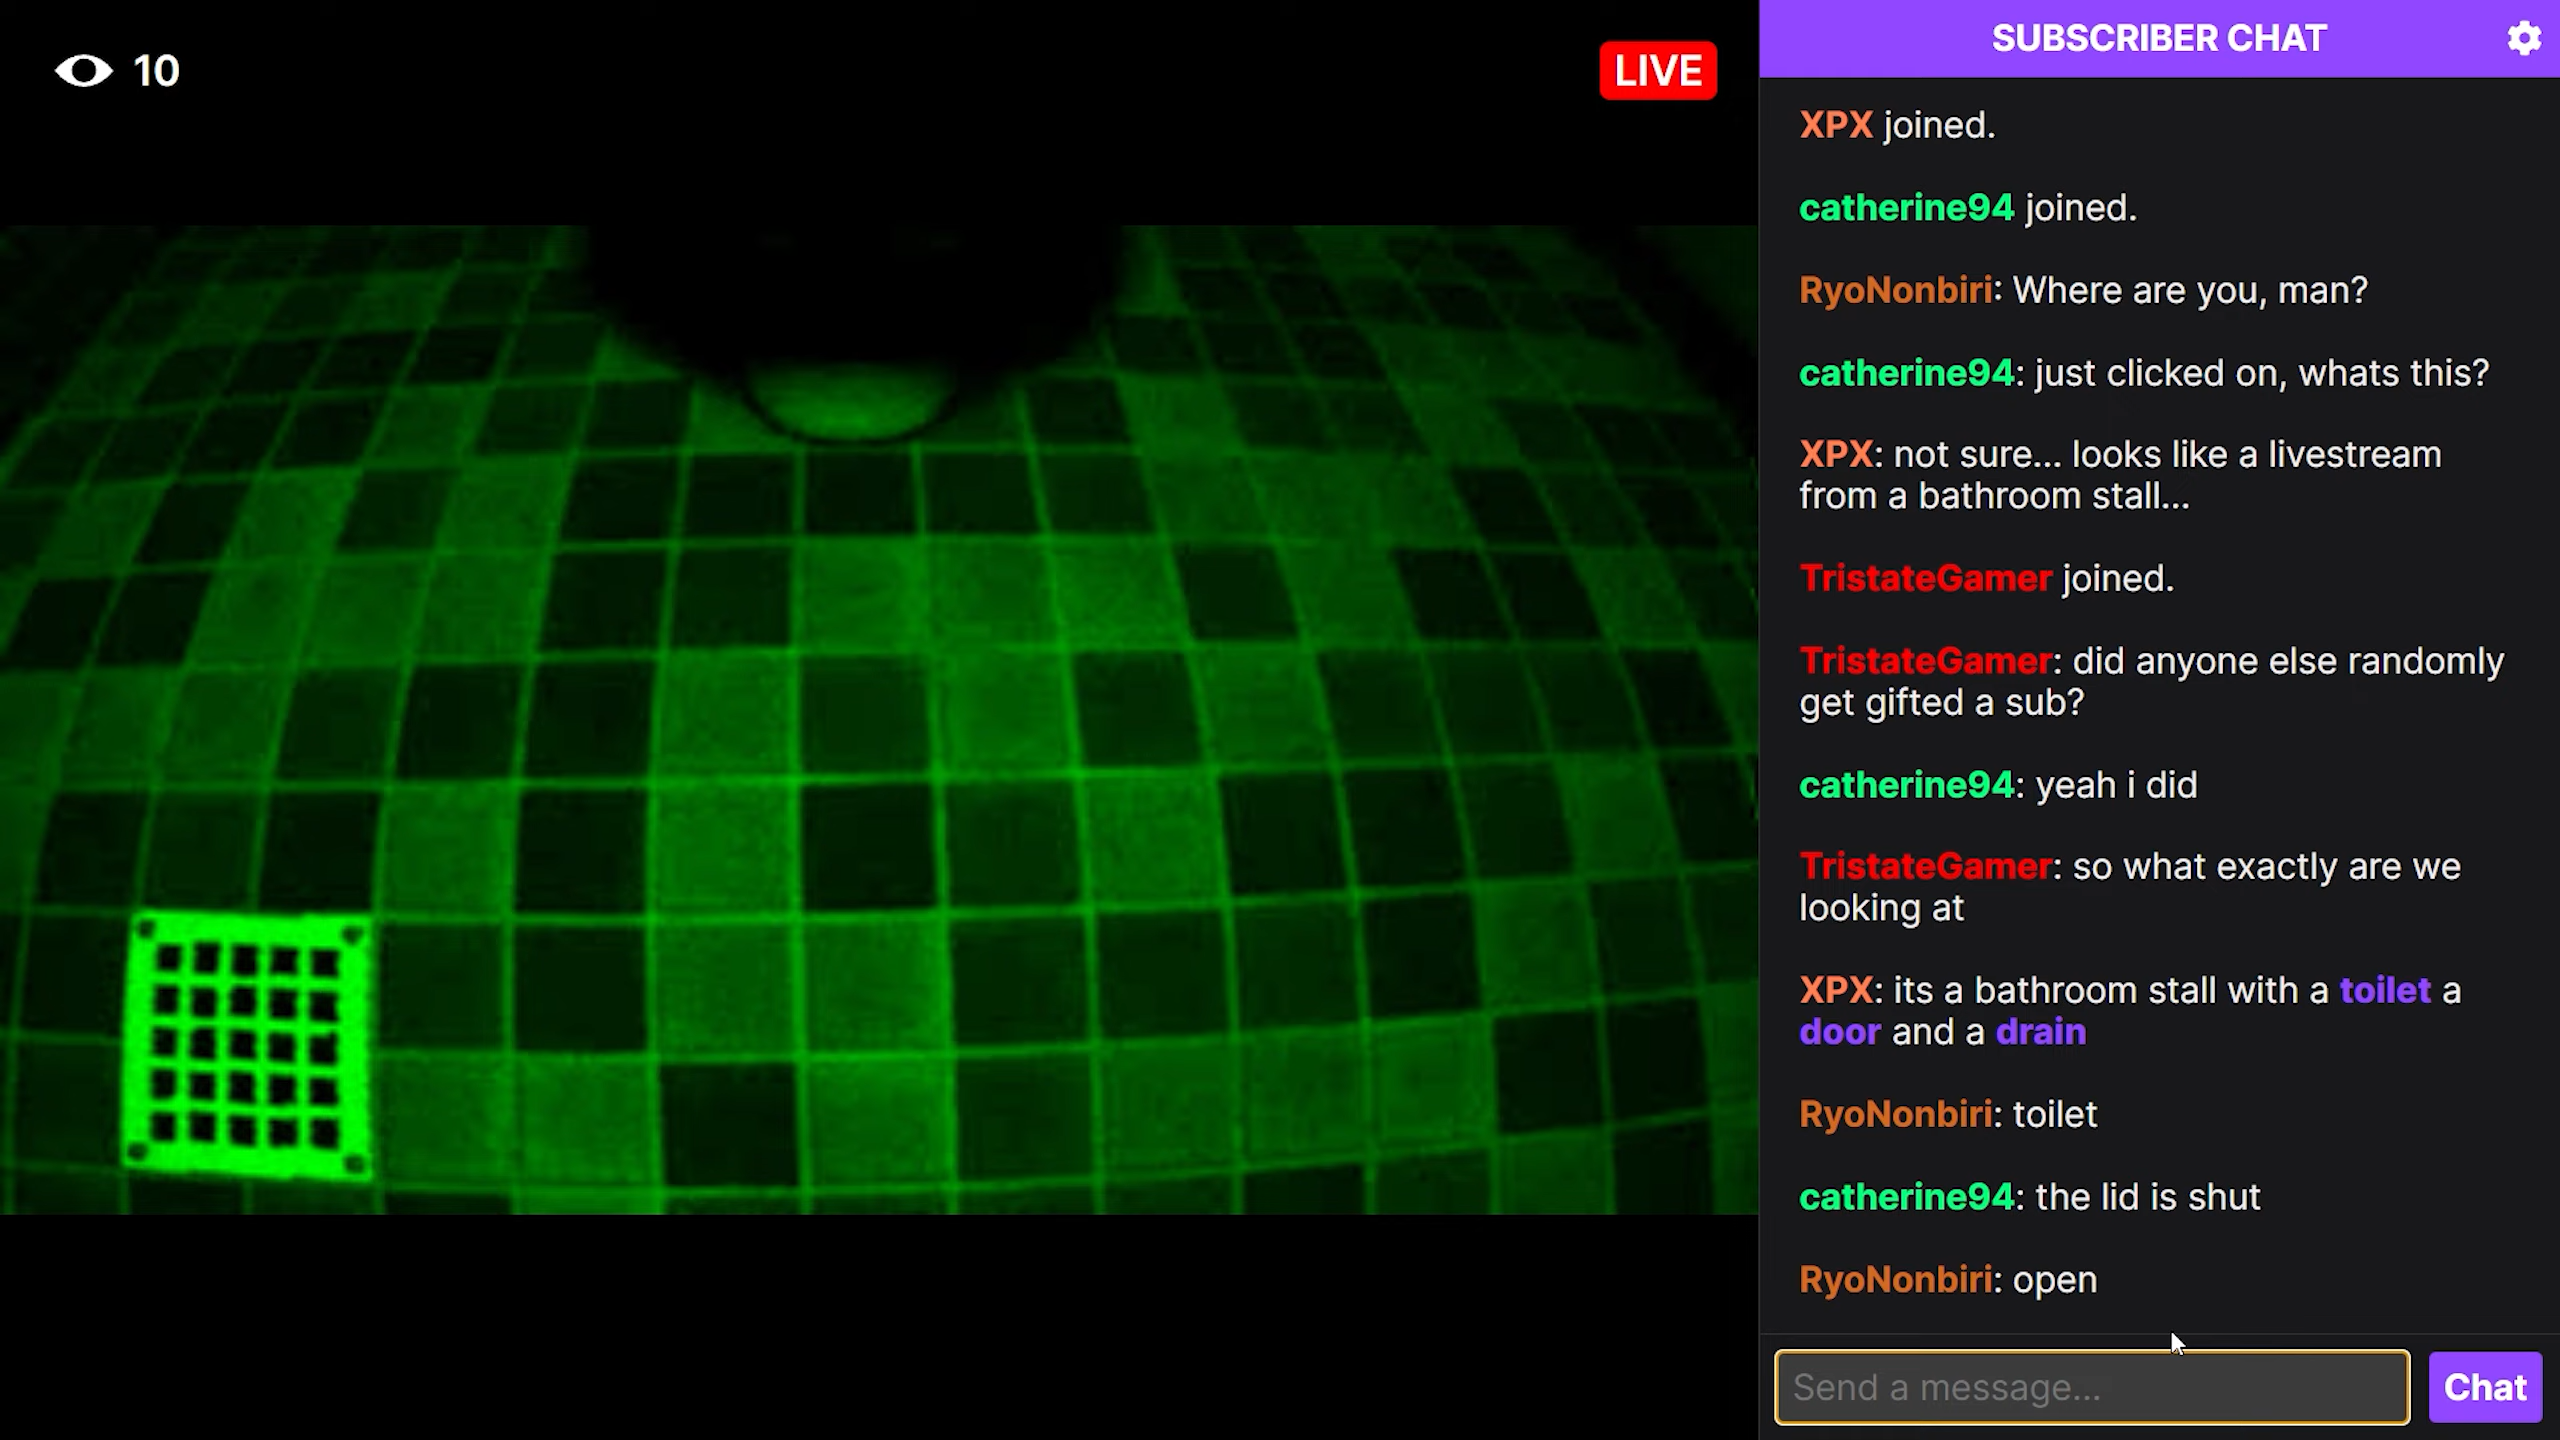 10
LIVE
SUBSCRIBER CHAT
XPX joined.
catherine94 joined.
RyoNonbiri: Where are you, man?
catherine94: just clicked on, whats this?
XPX: not sure... looks like a livestream
from a bathroom stall...
TristateGamer joined.
TristateGamer: did anyone else randomly
get gifted a sub?
catherine94: yeah i did
TristateGamer: so what exactly are we
looking at
XPX: its a bathroom stall with a toilet a
door and a drain
RyoNonbiri: toilet
catherine94: the lid is shut
RyoNonbiri: open
Send a message...
Chat